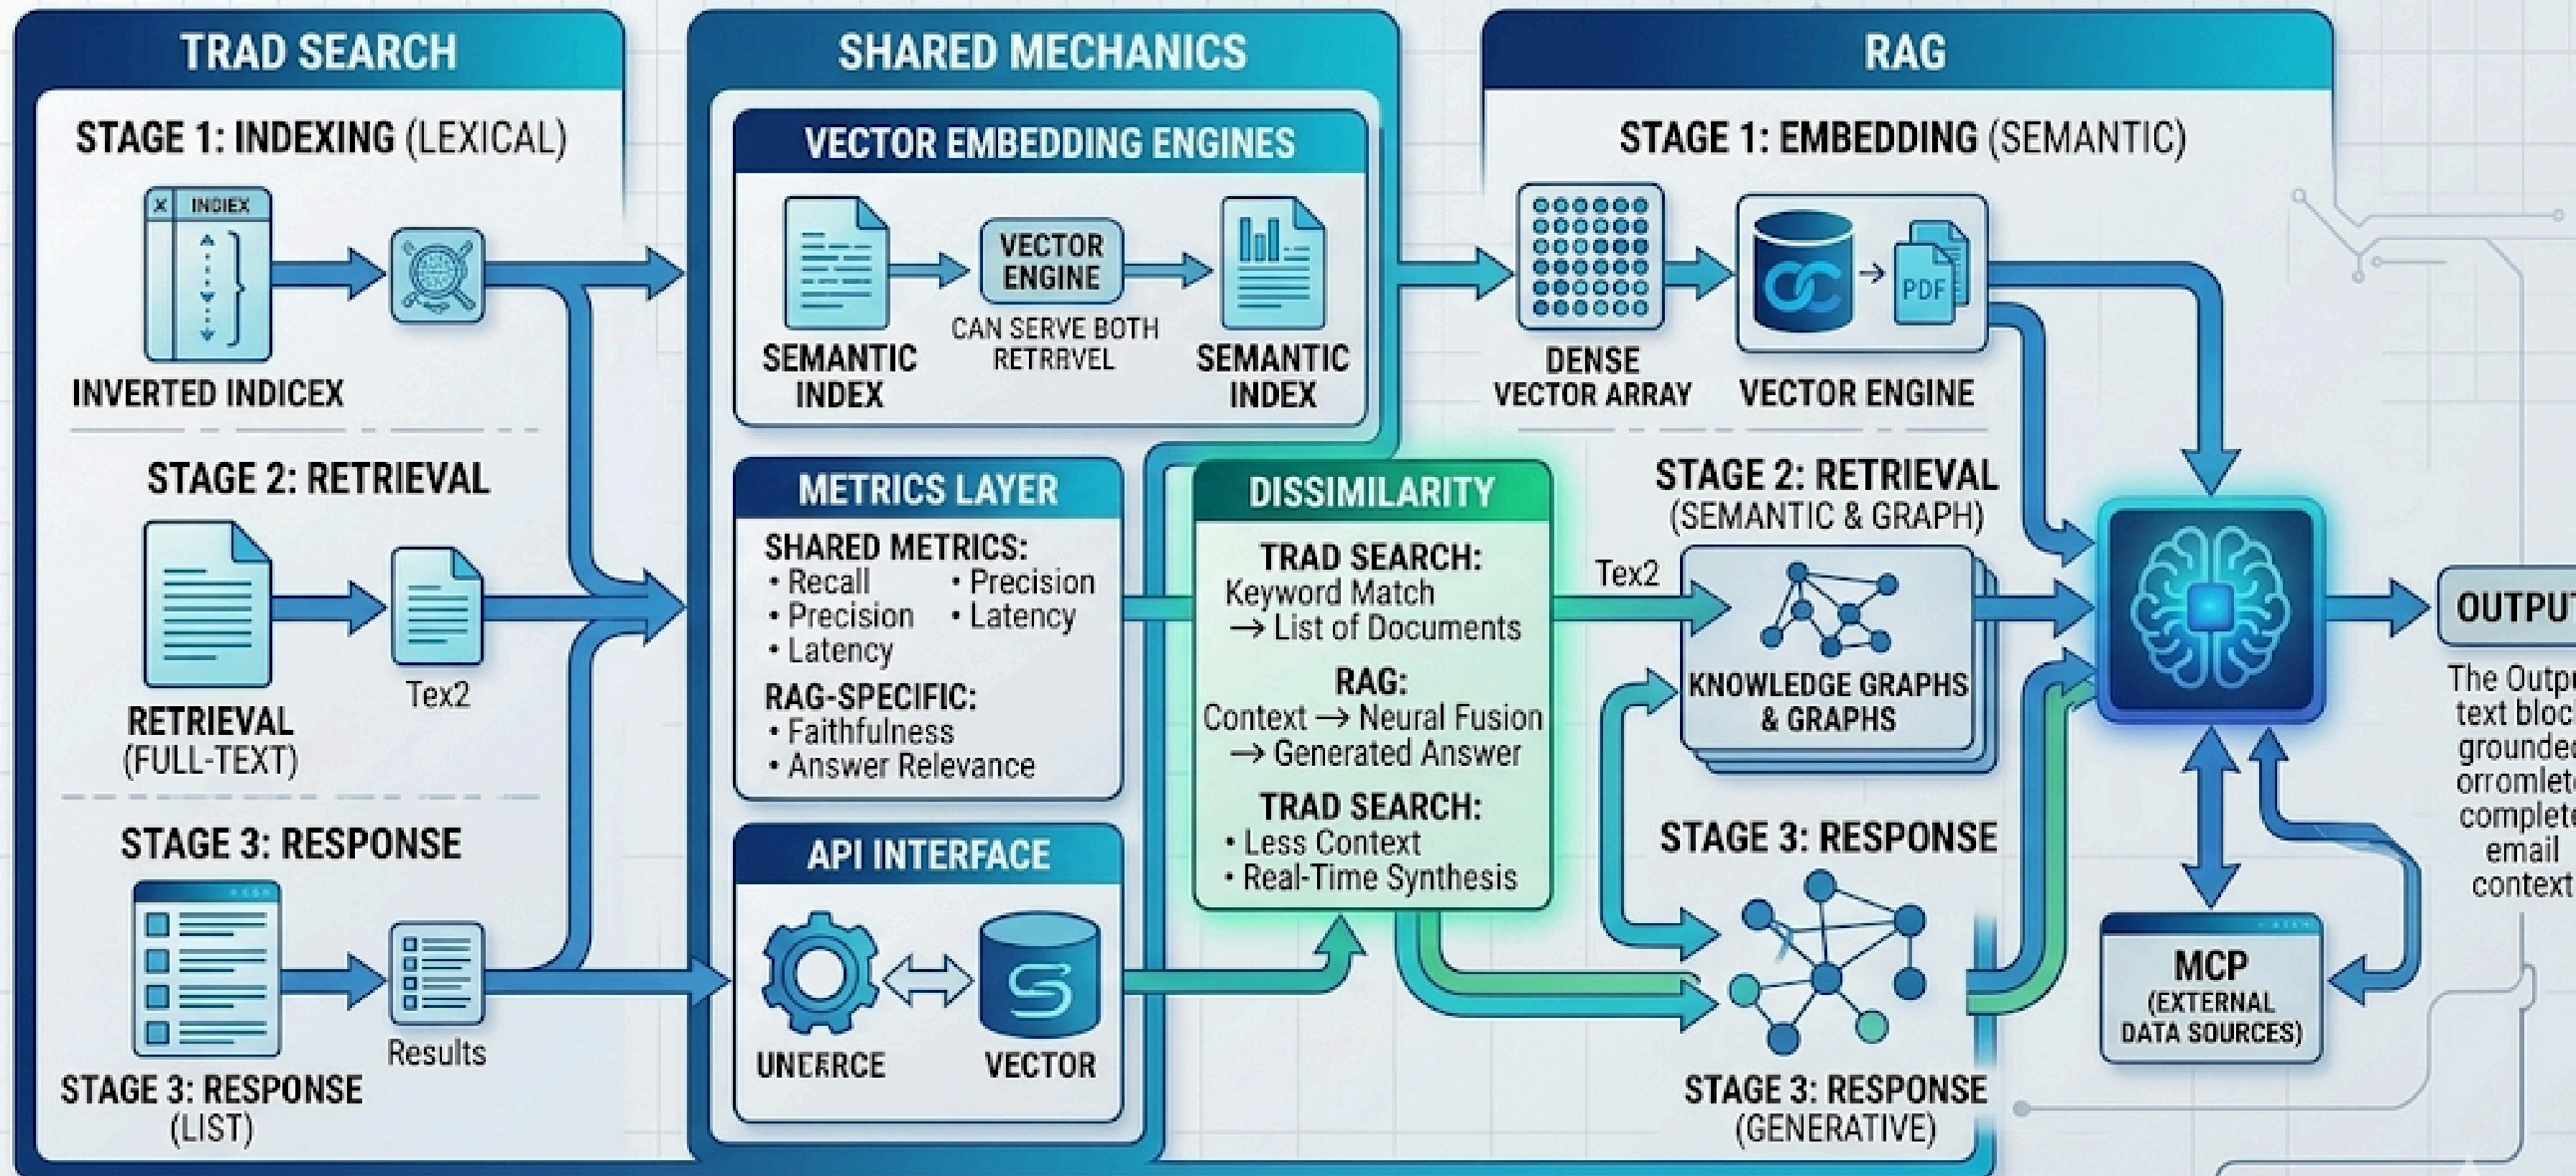 TRAD SEARCH
STAGE 1: INDEXING (LEXICAL)
X INDIEX
INVERTED INDICEX
STAGE 2: RETRIEVAL
Tex2
RETRIEVAL
(FULL-TEXT)
STAGE 3: RESPONSE
Results
STAGE 3: RESPONSE
(LIST)
SHARED MECHANICS
VECTOR EMBEDDING ENGINES
SEMANTIC
INDEX
VECTOR
ENGINE
CAN SERVE BOTH
SEMANTIC
INDEX
METRICS LAYER
SHARED METRICS:
• Recall
• Precision
• Latency
• Precision
• Latency
RAG-SPECIFIC:
• Faithfulness
• Answer Relevance
API INTERFACE
VECTOR
DISSIMILARITY
TRAD SEARCH:
Keyword Match
→ List of Documents
RAG:
Context → Neural Fusion
→ Generated Answer
TRAD SEARCH:
• Less Context
• Real-Time Synthesis
RAG
STAGE 1: EMBEDDING (SEMANTIC)
DENSE
VECTOR ARRAY
→
PDF
VECTOR ENGINE
STAGE 2: RETRIEVAL
(SEMANTIC & GRAPH)
Tex2
KNOWLEDGE GRAPHS
& GRAPHS
STAGE 3: RESPONSE
STAGE 3: RESPONSE
(GENERATIVE)
MCP
(EXTERNAL
DATA SOURCES)
OUTPUT
The Outpu
text bloc
grounde
orromlet
complete
email
context